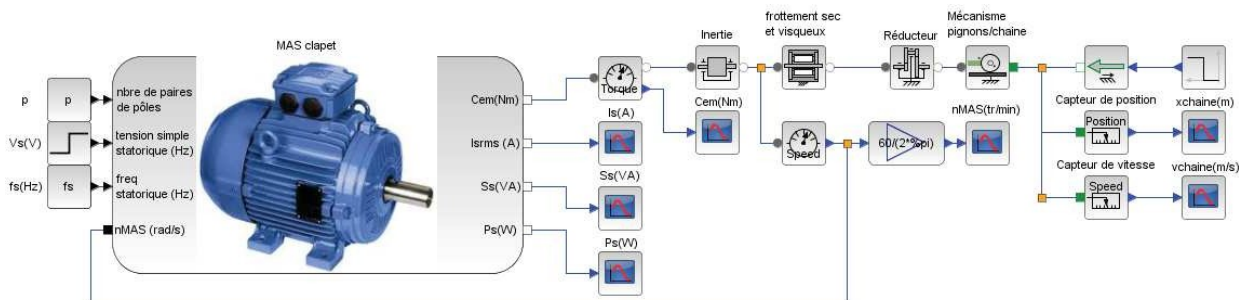 MAS clapet
p
p
nbre de paires
de pôles
Vs(V)
tension simple
statorique (Hz)
fs(Hz)
fs
freq
statorique (Hz)
nMAS (rad/s)
Cem(Nm)
Isrms (A)
Ss(VA)
Ps(W)
Torque
Is(A)
Ss(VA)
Ps(W)
Inertie
Cem(Nm)
frottement sec
et visqueux
Speed
60/(2*%pi)
nMAS(tr/min)
Réducteur
Mécanisme
pignons/chaine
Capteur de position
Position
xchaine(m)
Capteur de vitesse
Speed
vchaine(m/s)